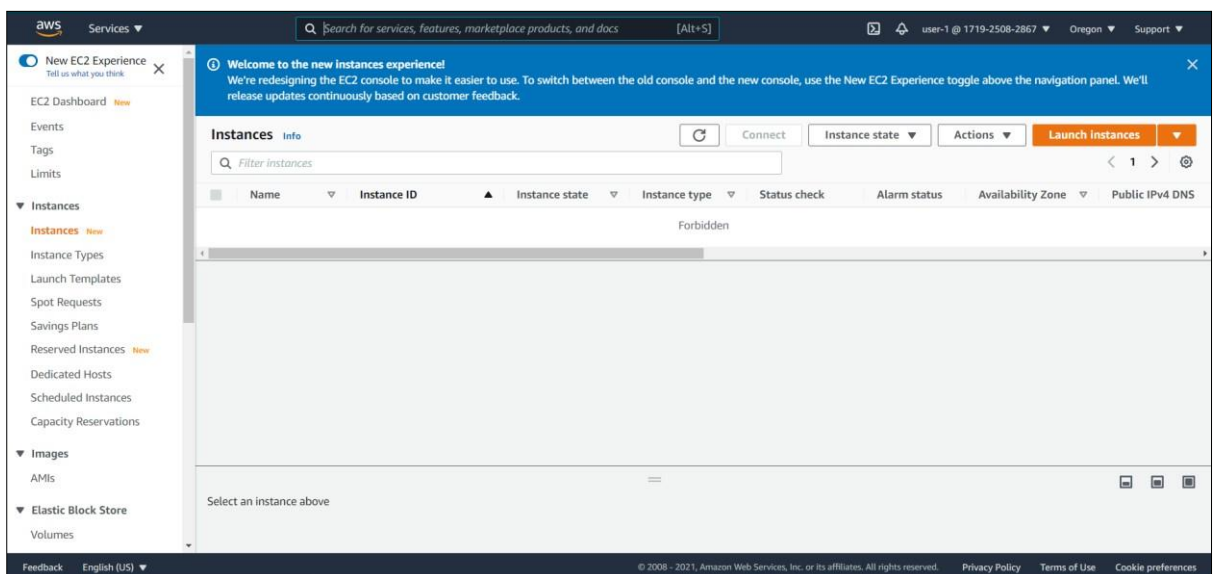 aws Services ▼ Search for services, features, marketplace products, and docs [Alt+S] user-1 @ 1719-2508-2867 ▼ Oregon ▼ Support ▼
New EC2 Experience
Tell us what you think
EC2 Dashboard New
Events
Tags
Limits
▼ Instances
Instances New
Instance Types
Launch Templates
Spot Requests
Savings Plans
Reserved Instances New
Dedicated Hosts
Scheduled Instances
Capacity Reservations
▼ Images
AMIs
▼ Elastic Block Store
Volumes
Welcome to the new instances experience!
We're redesigning the EC2 console to make it easier to use. To switch between the old console and the new console, use the New EC2 Experience toggle above the navigation panel. We'll
release updates continuously based on customer feedback.
Instances Info Connect Instance state ▼ Actions ▼ Launch instances ▼
Filter instances < 1 >
Name Instance ID ▲ Instance state Instance type Status check Alarm status Availability Zone Public IPv4 DNS
Forbidden
Select an instance above
Feedback English (US) ▼ © 2008 - 2021, Amazon Web Services, Inc. or its affiliates. All rights reserved. Privacy Policy Terms of Use Cookie preferences